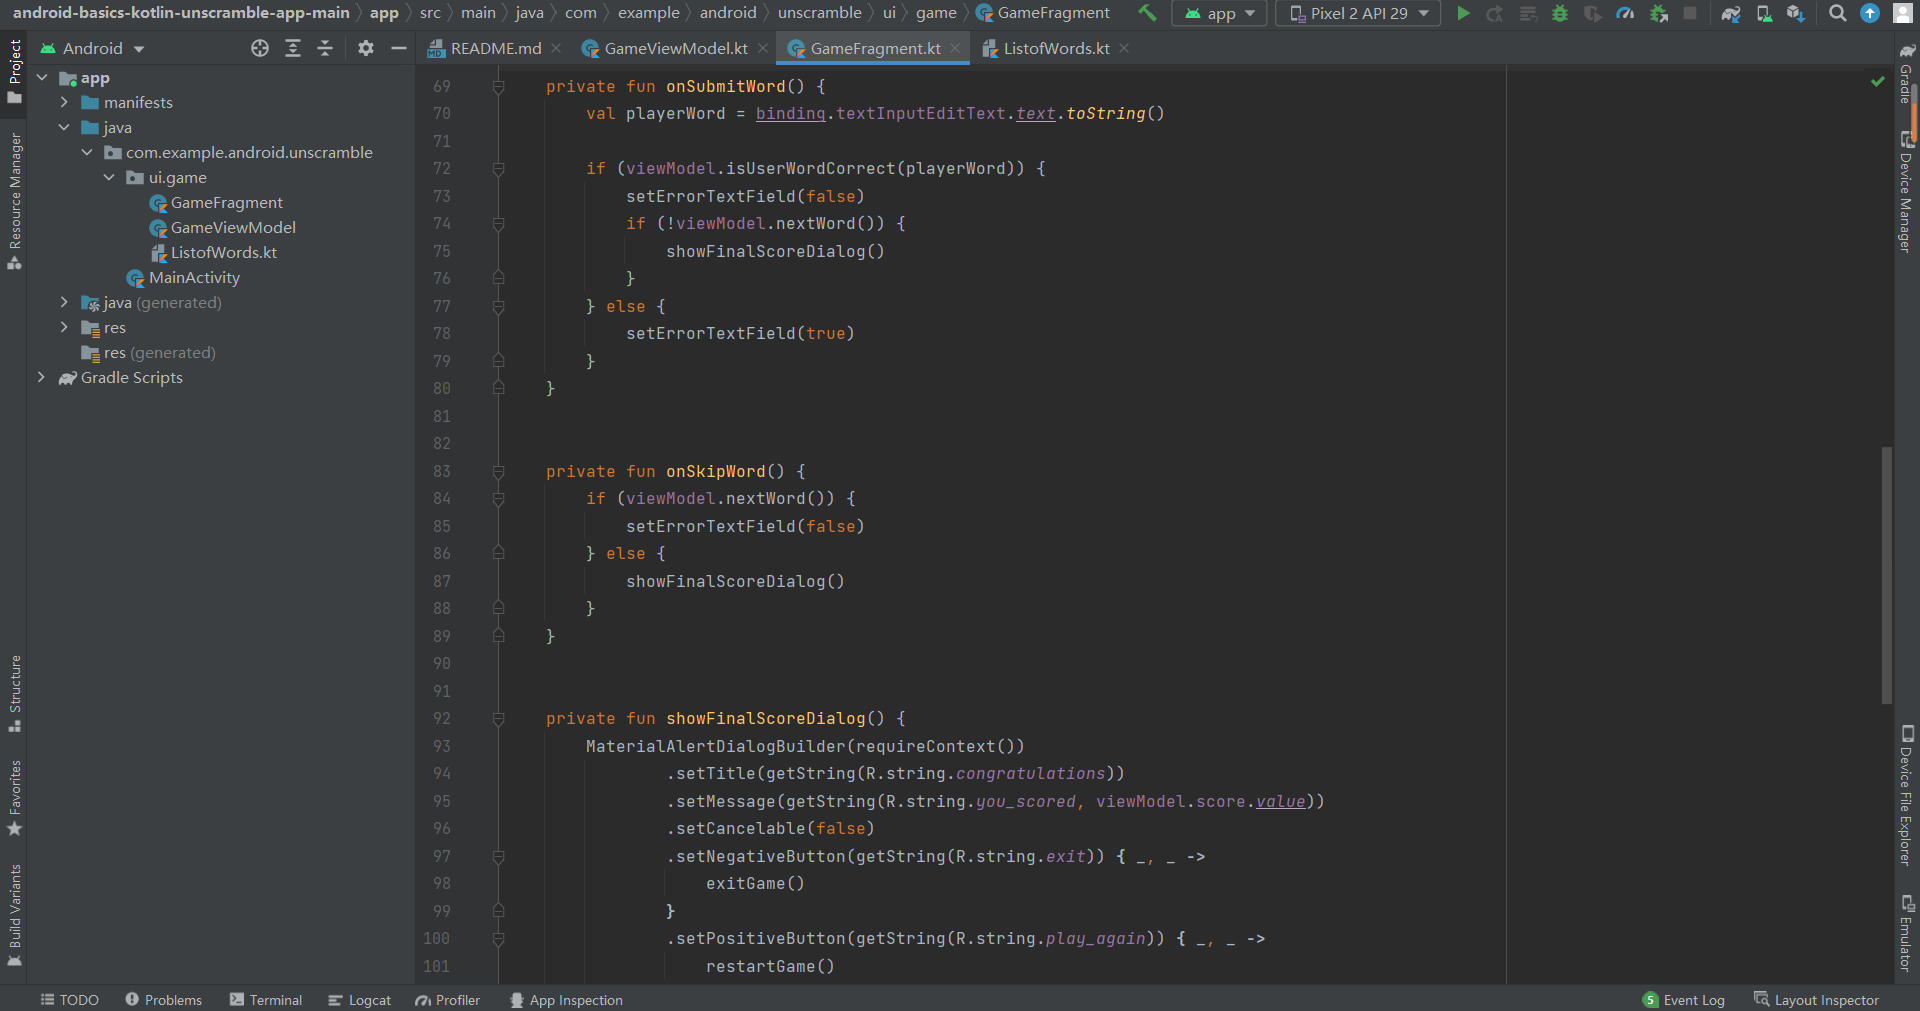 android-basics-kotlin-unscramble-app-main 〉 app 〉 src 〉 main 〉 java 〉 com 〉 example 〉 android 〉 unscramble 〉 ui 〉 game 〉 GameFragment
app
Pixel 2 API 29
Android
README.md
GameViewModel.kt
GameFragment.kt
ListofWords.kt
Project
Resource Manager
Structure
Favorites
Build Variants
app
manifests
java
com.example.android.unscramble
ui.game
GameFragment
GameViewModel
ListofWords.kt
MainActivity
java (generated)
res
res (generated)
Gradle Scripts
69 private fun onSubmitWord() {
70 val playerWord = binding.textInputEditText.text.toString()
71
72 if (viewModel.isUserWordCorrect(playerWord)) {
73 setErrorTextField(false)
74 if (!viewModel.nextWord()) {
75 showFinalScoreDialog()
76 }
77 } else {
78 setErrorTextField(true)
79 }
80 }
81
82
83 private fun onSkipWord() {
84 if (viewModel.nextWord()) {
85 setErrorTextField(false)
86 } else {
87 showFinalScoreDialog()
88 }
89 }
90
91
92 private fun showFinalScoreDialog() {
93 MaterialAlertDialogBuilder(requireContext())
94 .setTitle(getString(R.string.congratulations))
95 .setMessage(getString(R.string.you_scored, viewModel.score.value))
96 .setCancelable(false)
97 .setNegativeButton(getString(R.string.exit)) { _, _ ->
98 exitGame()
99 }
100 .setPositiveButton(getString(R.string.play_again)) { _, _ ->
101 restartGame()
Gradle
Device Manager
Device File Explorer
Emulator
TODO
Problems
Terminal
Logcat
Profiler
App Inspection
5 Event Log
Layout Inspector